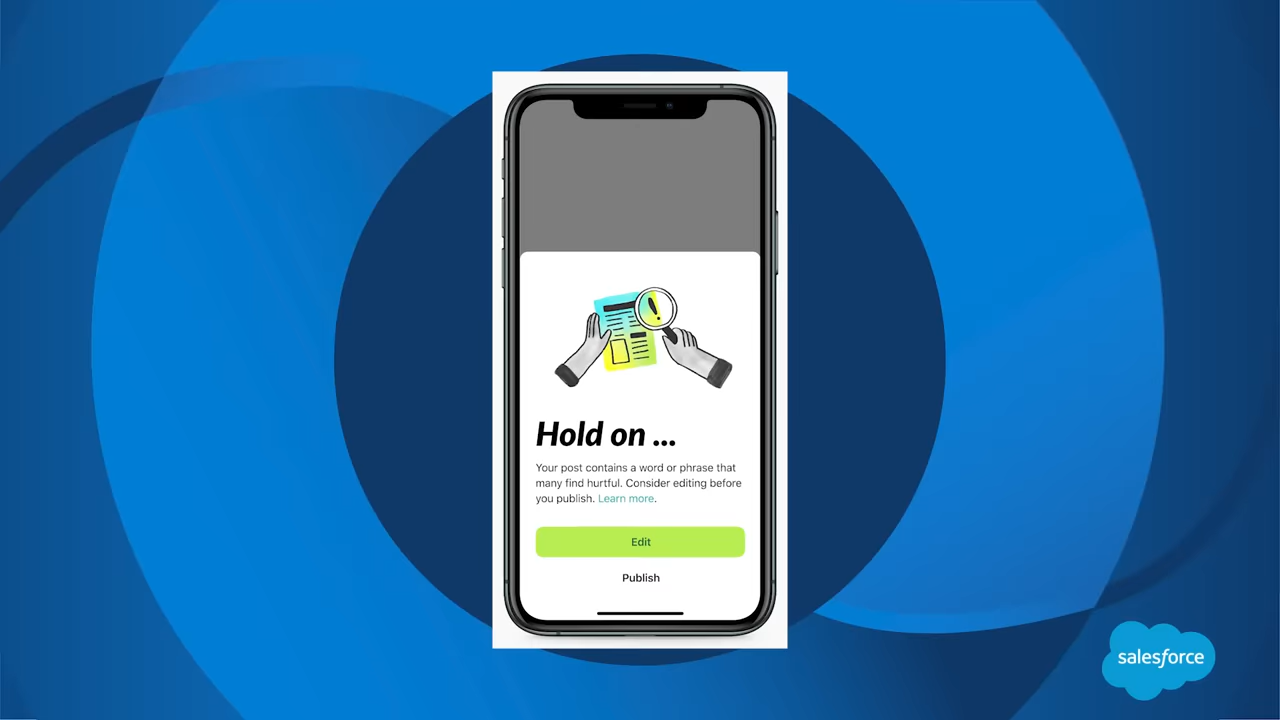 Hold on ...
Your post contains a word or phrase that
many find hurtful. Consider editing before
you publish. Learn more.
Edit
Publish
salesforce